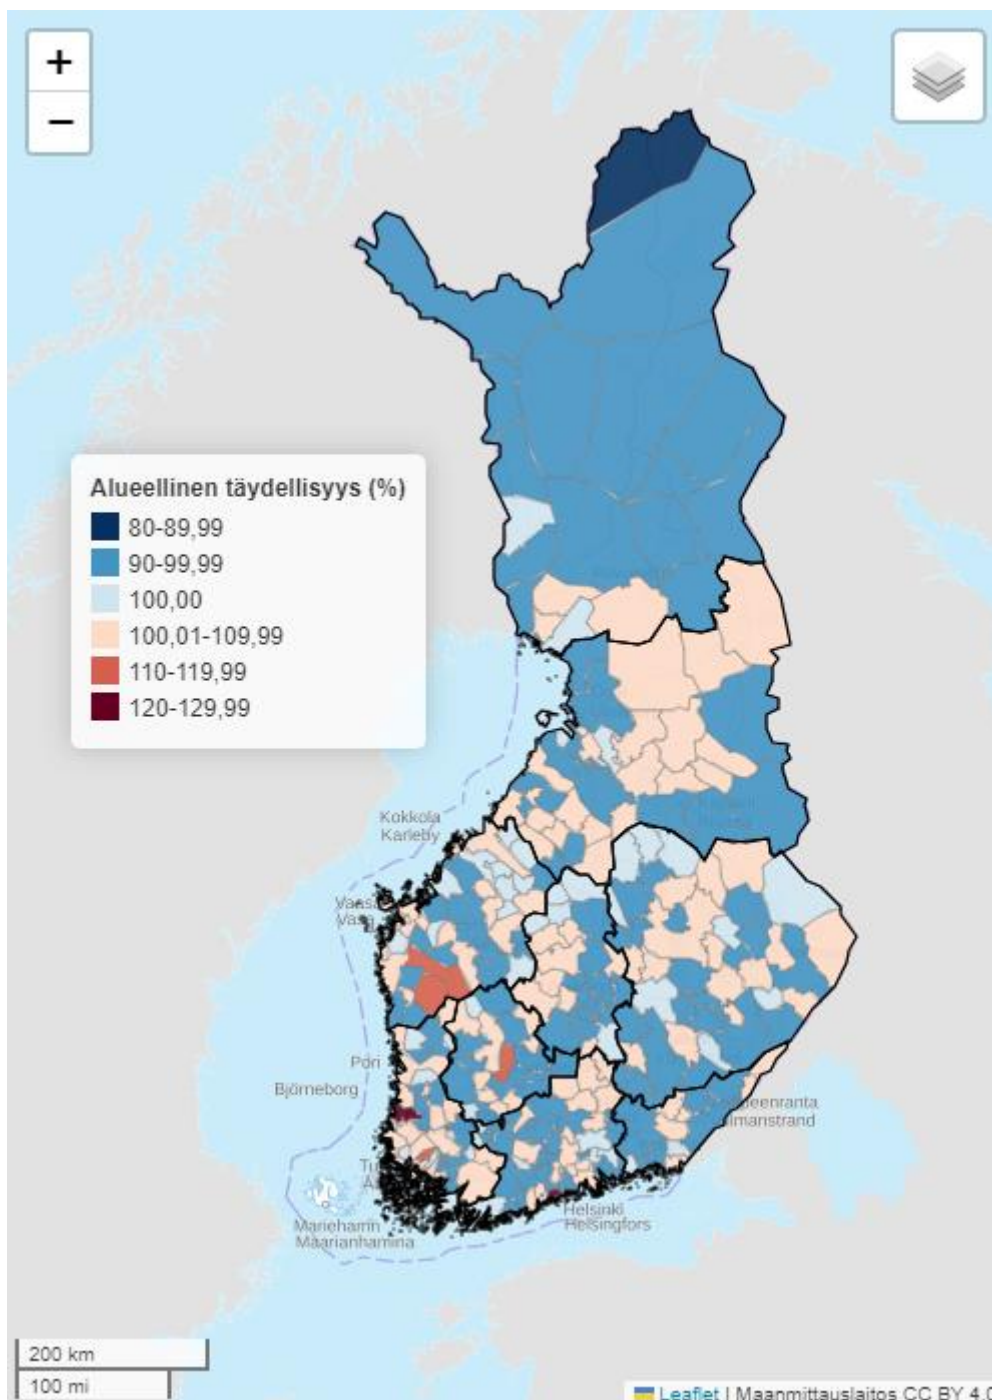 +
−
Alueellinen täydellisyys (%)
80-89,99
90-99,99
100,00
100,01-109,99
110-119,99
120-129,99
Kokkola
Karleby
Vaasa
Vasa
Pori
Björneborg
Helsinki
Helsingfors
Mariehamn
Maarianhamina
200 km
100 mi
Leaflet | Maanmittauslaitos CC BY 4.0